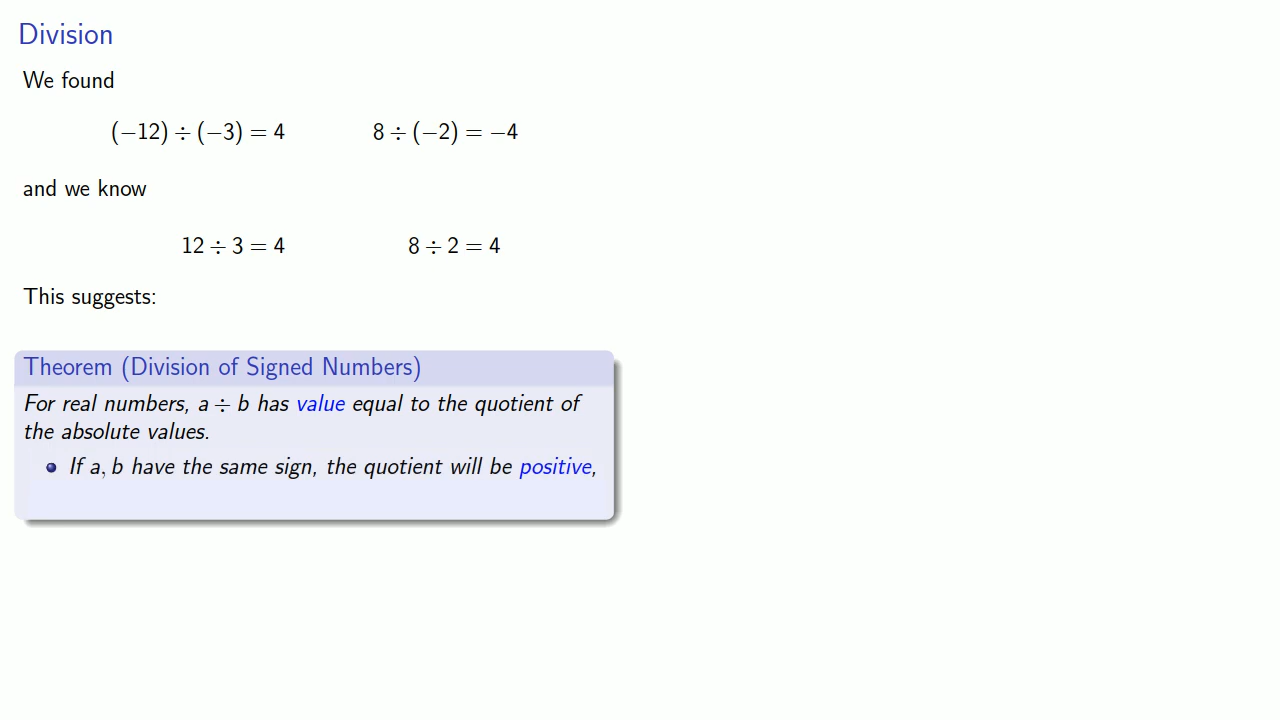 Division
We found
(−12) ÷ (−3) = 4 8 ÷ (−2) = −4
and we know
12 ÷ 3 = 4 8 ÷ 2 = 4
This suggests:
Theorem (Division of Signed Numbers)
For real numbers, a ÷ b has value equal to the quotient of
the absolute values.
• If a, b have the same sign, the quotient will be positive,